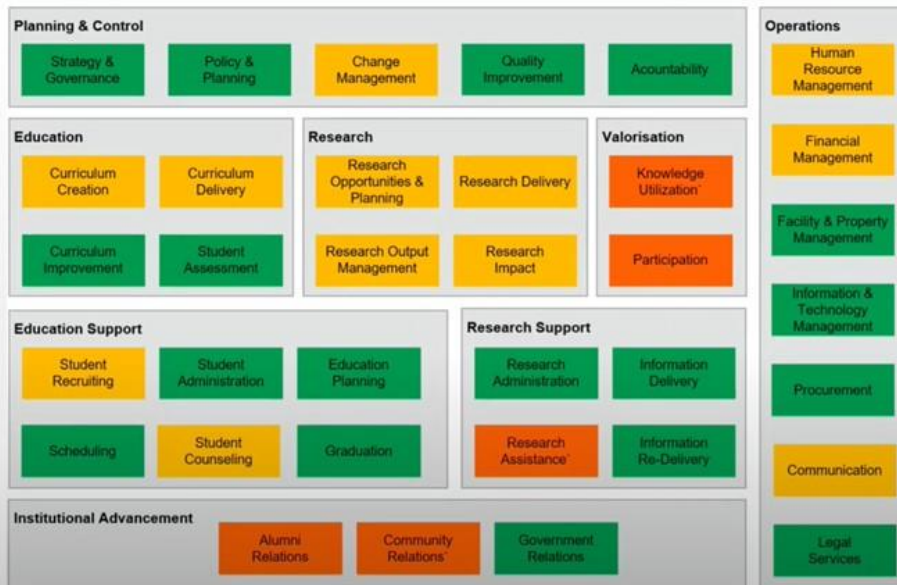 Planning & Control
Strategy &
Governance
Policy &
Planning
Change
Management
Quality
Improvement
Acountability
Education
Curriculum
Creation
Curriculum
Delivery
Curriculum
Improvement
Student
Assessment
Research
Research
Opportunities &
Planning
Research Delivery
Research Output
Management
Research
Impact
Valorisation
Knowledge
Utilization*
Participation
Education Support
Student
Recruiting
Student
Administration
Education
Planning
Scheduling
Student
Counseling
Graduation
Research Support
Research
Administration
Information
Delivery
Research
Assistance*
Information
Re-Delivery
Institutional Advancement
Alumni
Relations
Community
Relations*
Government
Relations
Operations
Human
Resource
Management
Financial
Management
Facility & Property
Management
Information &
Technology
Management
Procurement
Communication
Legal
Services